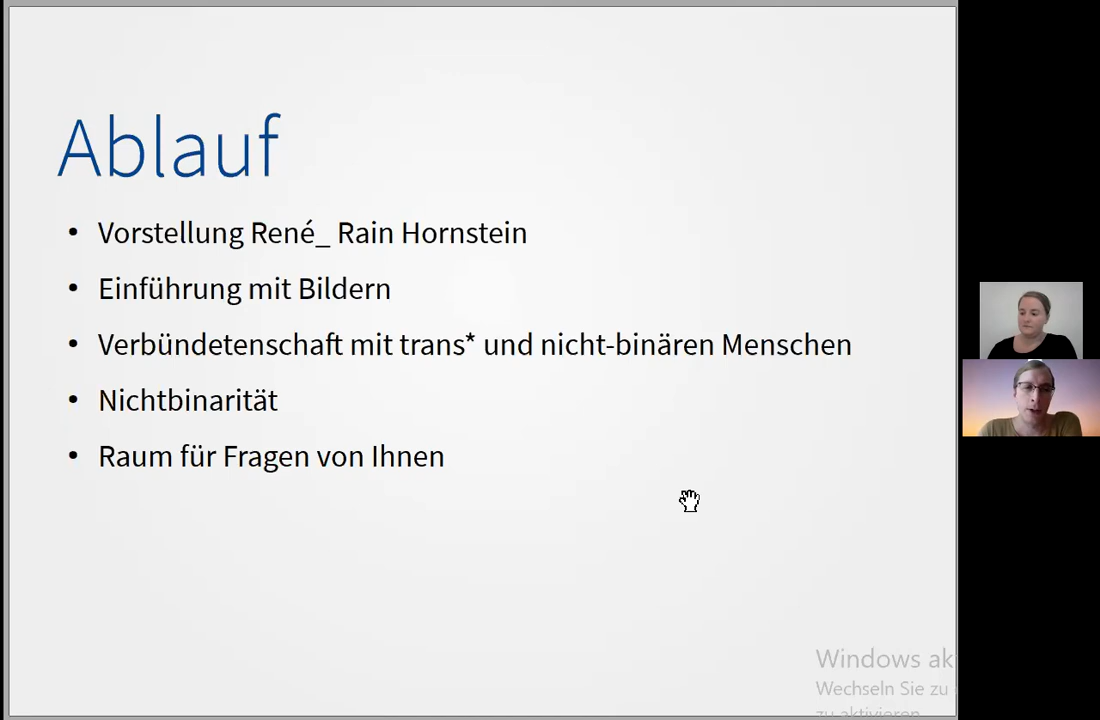 Ablauf
Vorstellung René_ Rain Hornstein
Einführung mit Bildern
Verbündetenschaft mit trans* und nicht-binären Menschen
Nichtbinarität
Raum für Fragen von Ihnen
Windows ak
Wechseln Sie zu
zu aktivieren